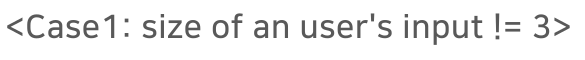 <Case1: size of an user's input != 3>